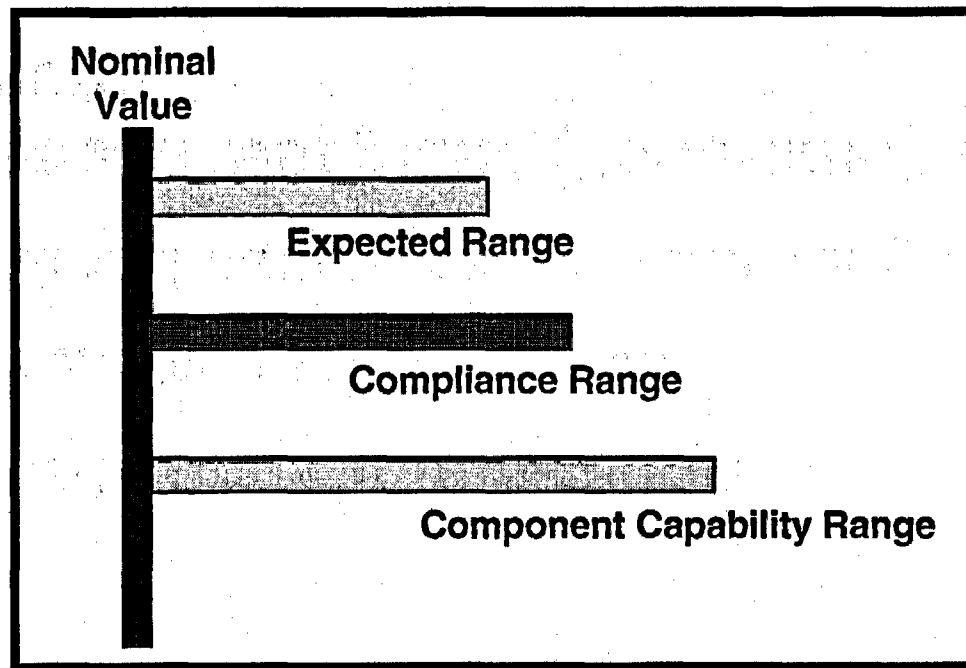 Nominal
Value
Expected Range
Compliance Range
Component Capability Range